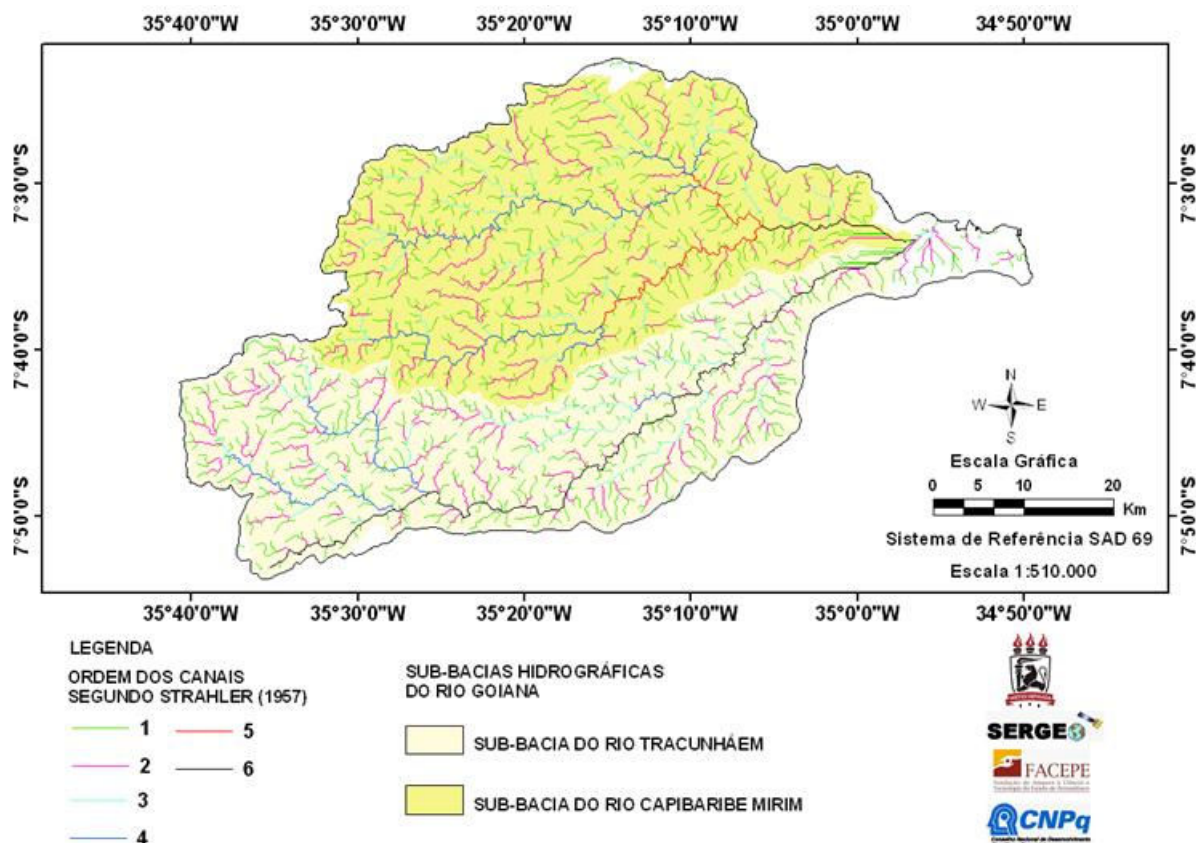 35°40'0"W 35°30'0"W 35°20'0"W 35°10'0"W 35°0'0"W 34°50'0"W
7°30'0"S 7°30'0"S
7°40'0"S 7°40'0"S
7°50'0"S 7°50'0"S
N
W E
S
Escala Gráfica
0 5 10 20
Km
Sistema de Referência SAD 69
Escala 1:510.000
35°40'0"W 35°30'0"W 35°20'0"W 35°10'0"W 35°0'0"W 34°50'0"W
LEGENDA
ORDEM DOS CANAIS
SEGUNDO STRAHLER (1957)
1 5
2 6
3
4
SUB-BACIAS HIDROGRÁFICAS
DO RIO GOIANA
SUB-BACIA DO RIO TRACUNHÁEM
SUB-BACIA DO RIO CAPIBARIBE MIRIM
SERGEO
FACEPE
CNPq